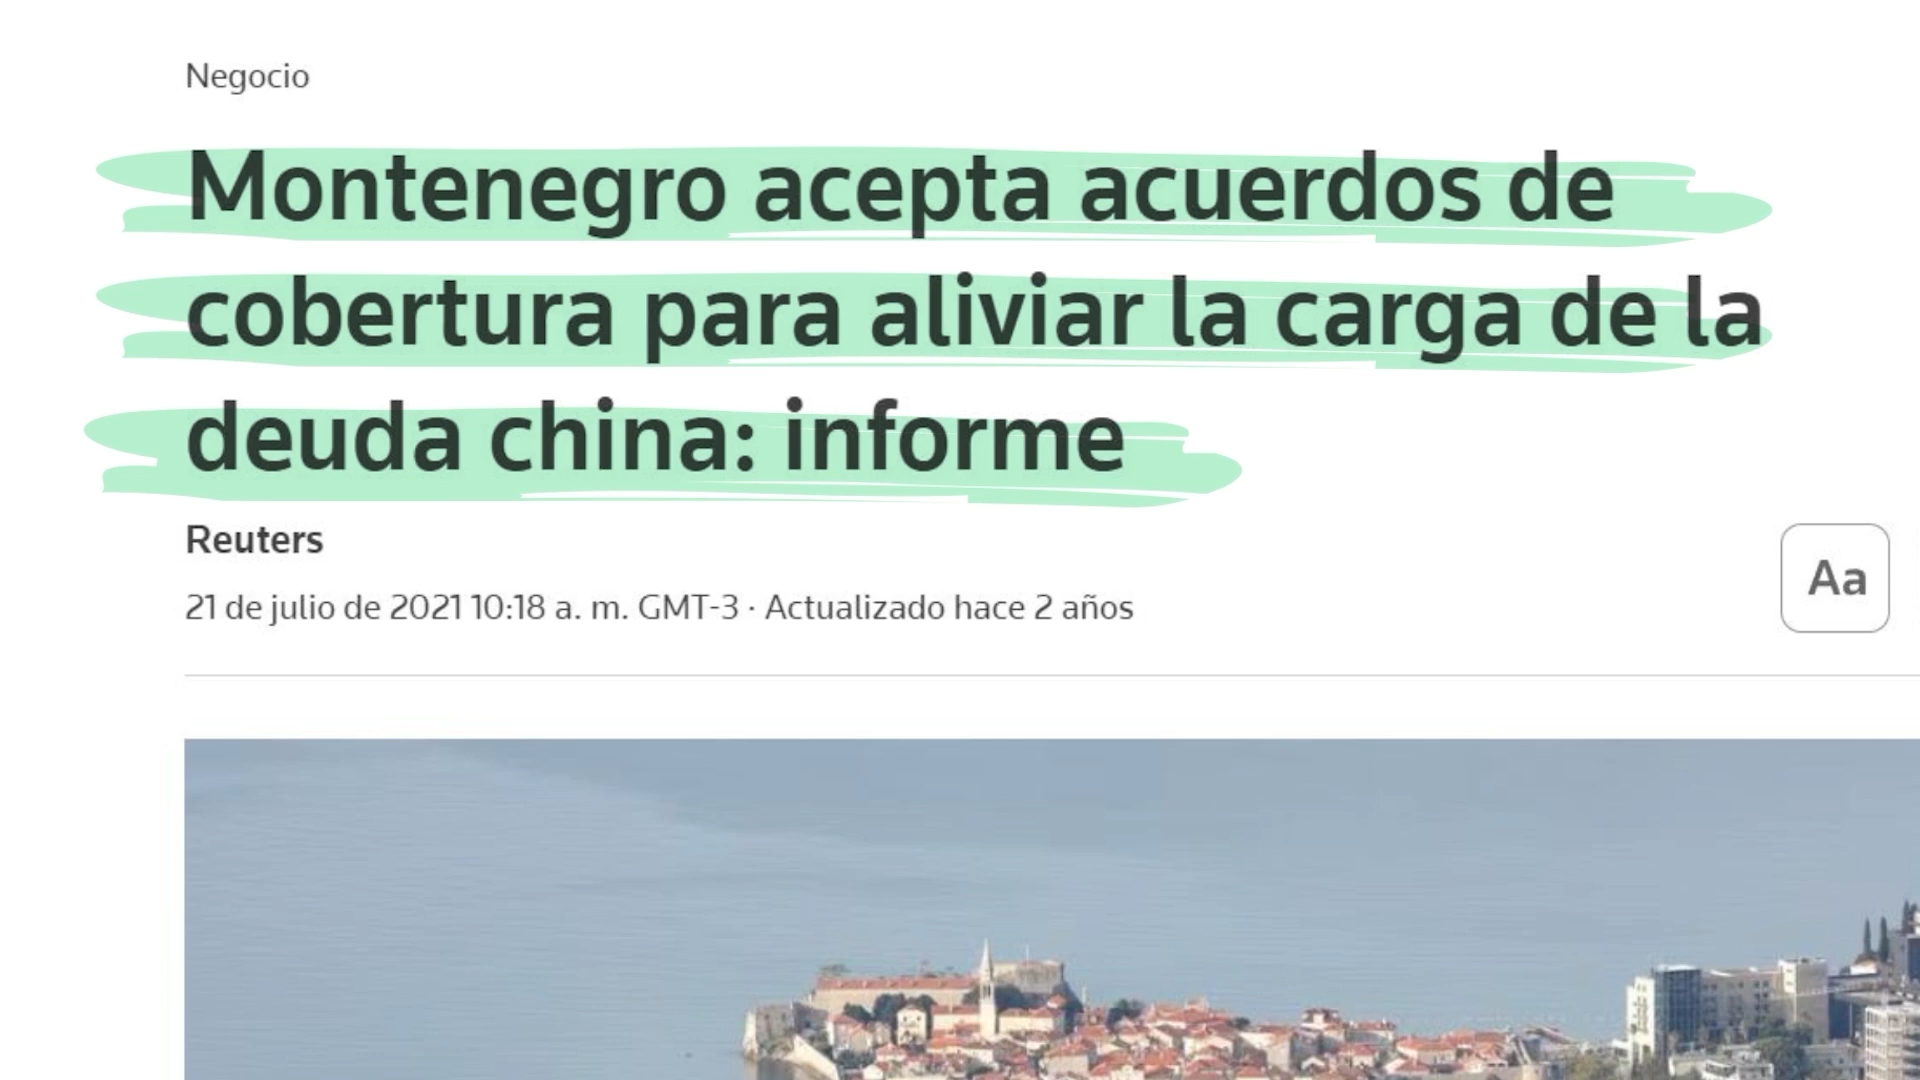 Negocio
Montenegro acepta acuerdos de
cobertura para aliviar la carga de la
deuda china: informe
Reuters
21 de julio de 2021 10:18 a. m. GMT-3 · Actualizado hace 2 años
Aa